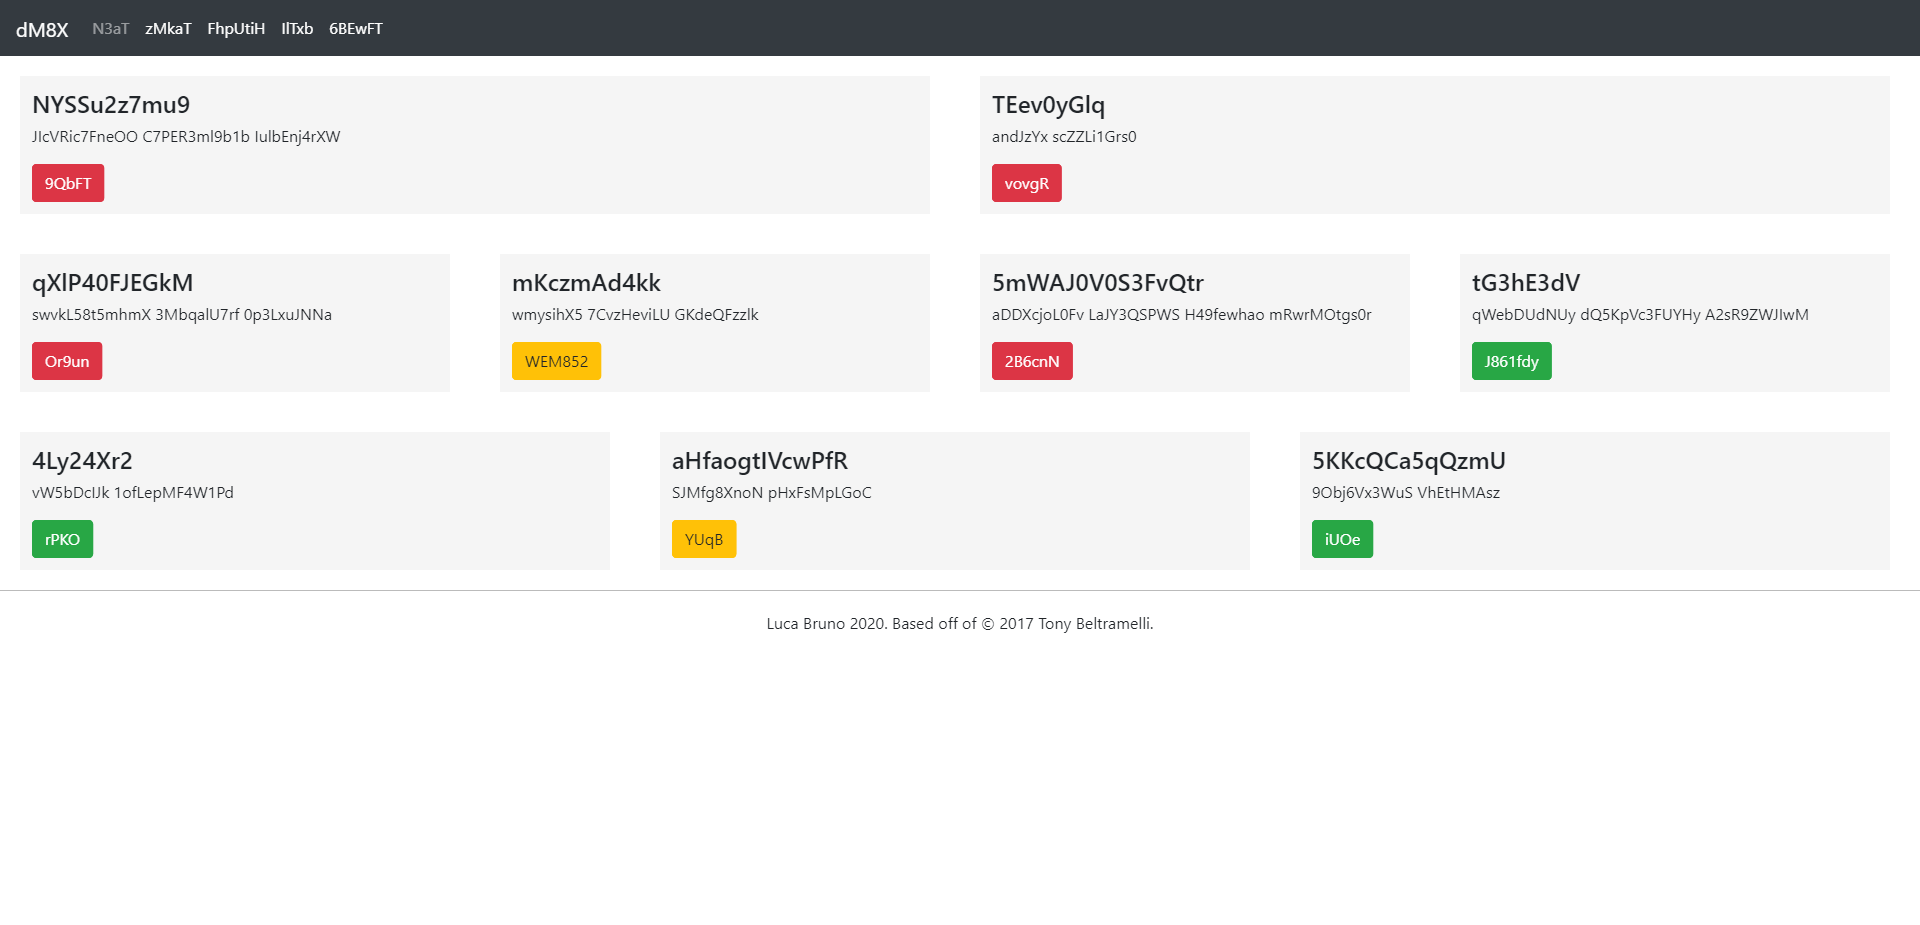 dM8X N3aT zMkaT FhpUtiH IlTxb 6BEwFT
NYSSu2z7mu9
JIcVRic7FneOO C7PER3ml9b1b IulbEnj4rXW
9QbFT
TEev0yGlq
andJzYx scZZLi1Grs0
vovgR
qXlP40FJEGkM
swvkL58t5mhmX 3MbqalU7rf 0p3LxuJNNa
Or9un
mKczmAd4kk
wmysihX5 7CvzHeviLU GKdeQFzzlk
WEM852
5mWAJ0V0S3FvQtr
aDDXcjoL0Fv LaJY3QSPWS H49fewhao mRwrMOtgs0r
2B6cnN
tG3hE3dV
qWebDUdNUy dQ5KpVc3FUYHy A2sR9ZWJIwM
J861fdy
4Ly24Xr2
vW5bDcIJk 1ofLepMF4W1Pd
rPKO
aHfaogtIVcwPfR
SJMfg8XnoN pHxFsMpLGoC
YUqB
5KKcQCa5qQzmU
9Obj6Vx3WuS VhEtHMAsz
iUOe
Luca Bruno 2020. Based off of © 2017 Tony Beltramelli.